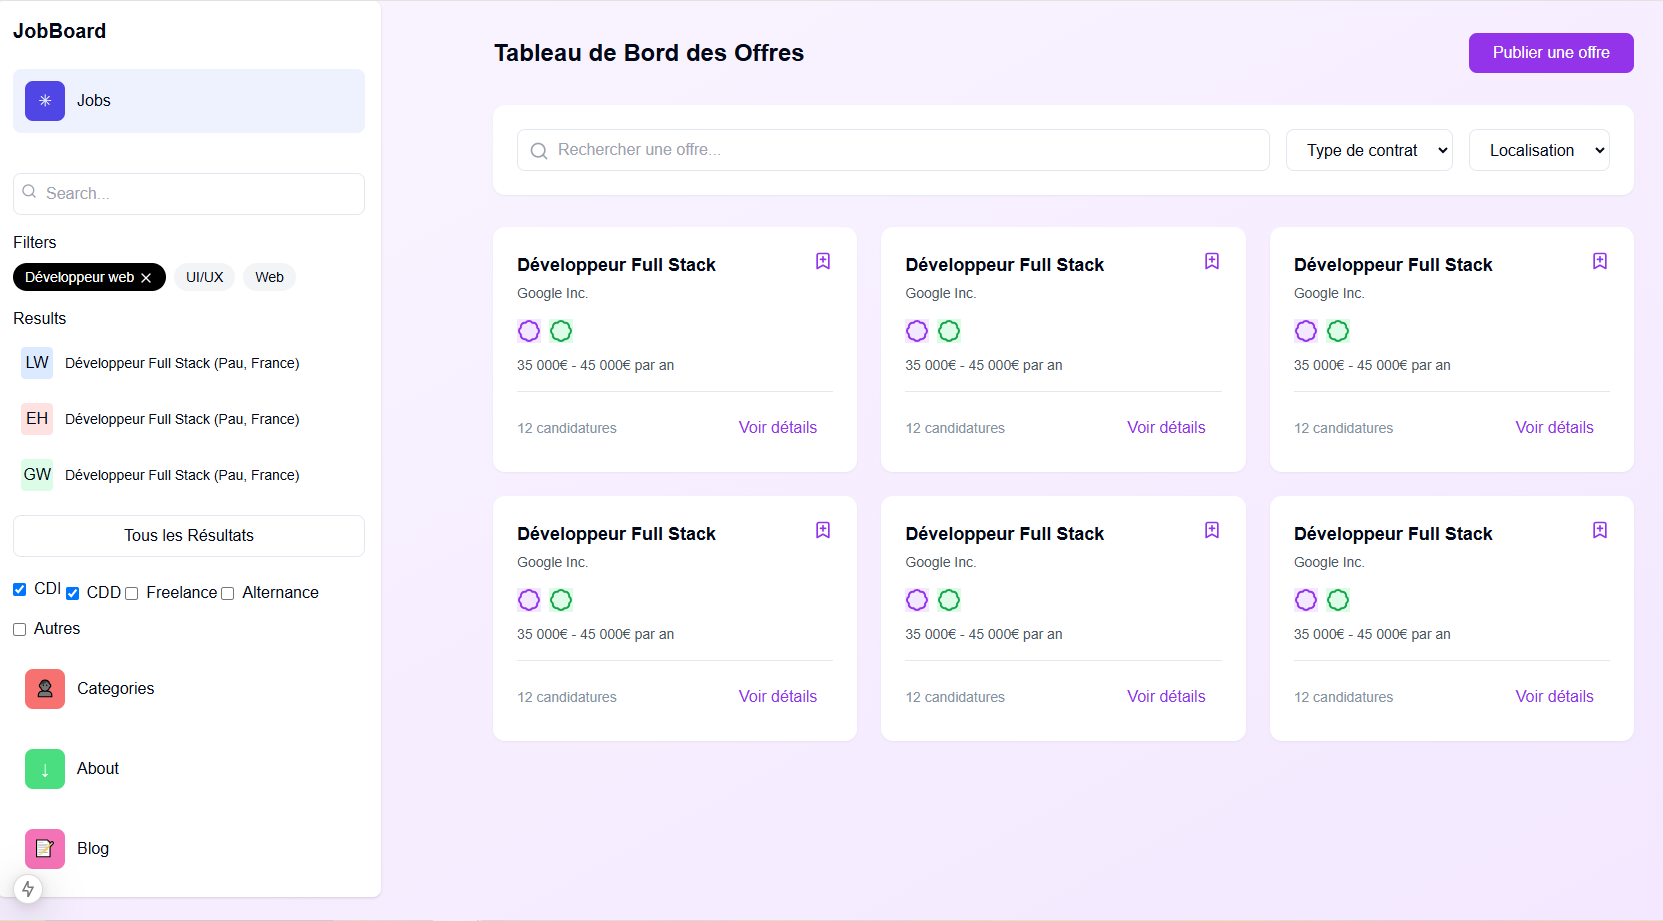 JobBoard
Jobs
Search...
Filters
Développeur web
UI/UX
Web
Results
LW Développeur Full Stack (Pau, France)
EH Développeur Full Stack (Pau, France)
GW Développeur Full Stack (Pau, France)
Tous les Résultats
CDI CDD Freelance Alternance
Autres
Categories
About
Blog
Tableau de Bord des Offres
Publier une offre
Rechercher une offre...
Type de contrat
Localisation
Développeur Full Stack
Google Inc.
35 000€ - 45 000€ par an
12 candidatures
Voir détails
Développeur Full Stack
Google Inc.
35 000€ - 45 000€ par an
12 candidatures
Voir détails
Développeur Full Stack
Google Inc.
35 000€ - 45 000€ par an
12 candidatures
Voir détails
Développeur Full Stack
Google Inc.
35 000€ - 45 000€ par an
12 candidatures
Voir détails
Développeur Full Stack
Google Inc.
35 000€ - 45 000€ par an
12 candidatures
Voir détails
Développeur Full Stack
Google Inc.
35 000€ - 45 000€ par an
12 candidatures
Voir détails